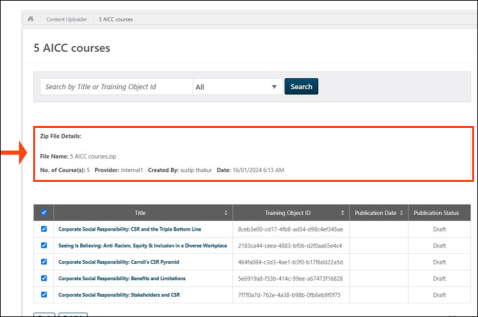 Content Uploader 5 AICC courses
5 AICC courses
Search by Title or Training Object Id All Search
Zip File Details:
File Name: 5 AICC courses.zip
No. of Course(s): 5 Provider: Internal1 Created By: sudip thakur Date: 16/01/2024 6:13 AM
Title Training Object ID Publication Date Publication Status
Corporate Social Responsibility: CSR and the Triple Bottom Line 8ceb3e00-cd17-4fb8-ad54-d98c4ef345ae Draft
Seeing is Believing: Anti-Racism, Equity & Inclusion in a Diverse Workplace 2183ca44-ceea-4883-bf06-d2f0aa65e4c4 Draft
Corporate Social Responsibility: Carroll's CSR Pyramid 464fa084-c3d3-4ae1-b3f0-b17f6dd22a5d Draft
Corporate Social Responsibility: Benefits and Limitations 5e6919a8-f33b-414c-99ee-a67473f16828 Draft
Corporate Social Responsibility: Stakeholders and CSR 7f7f0a7d-762e-4a38-b98b-0fb6eb9f0f75 Draft